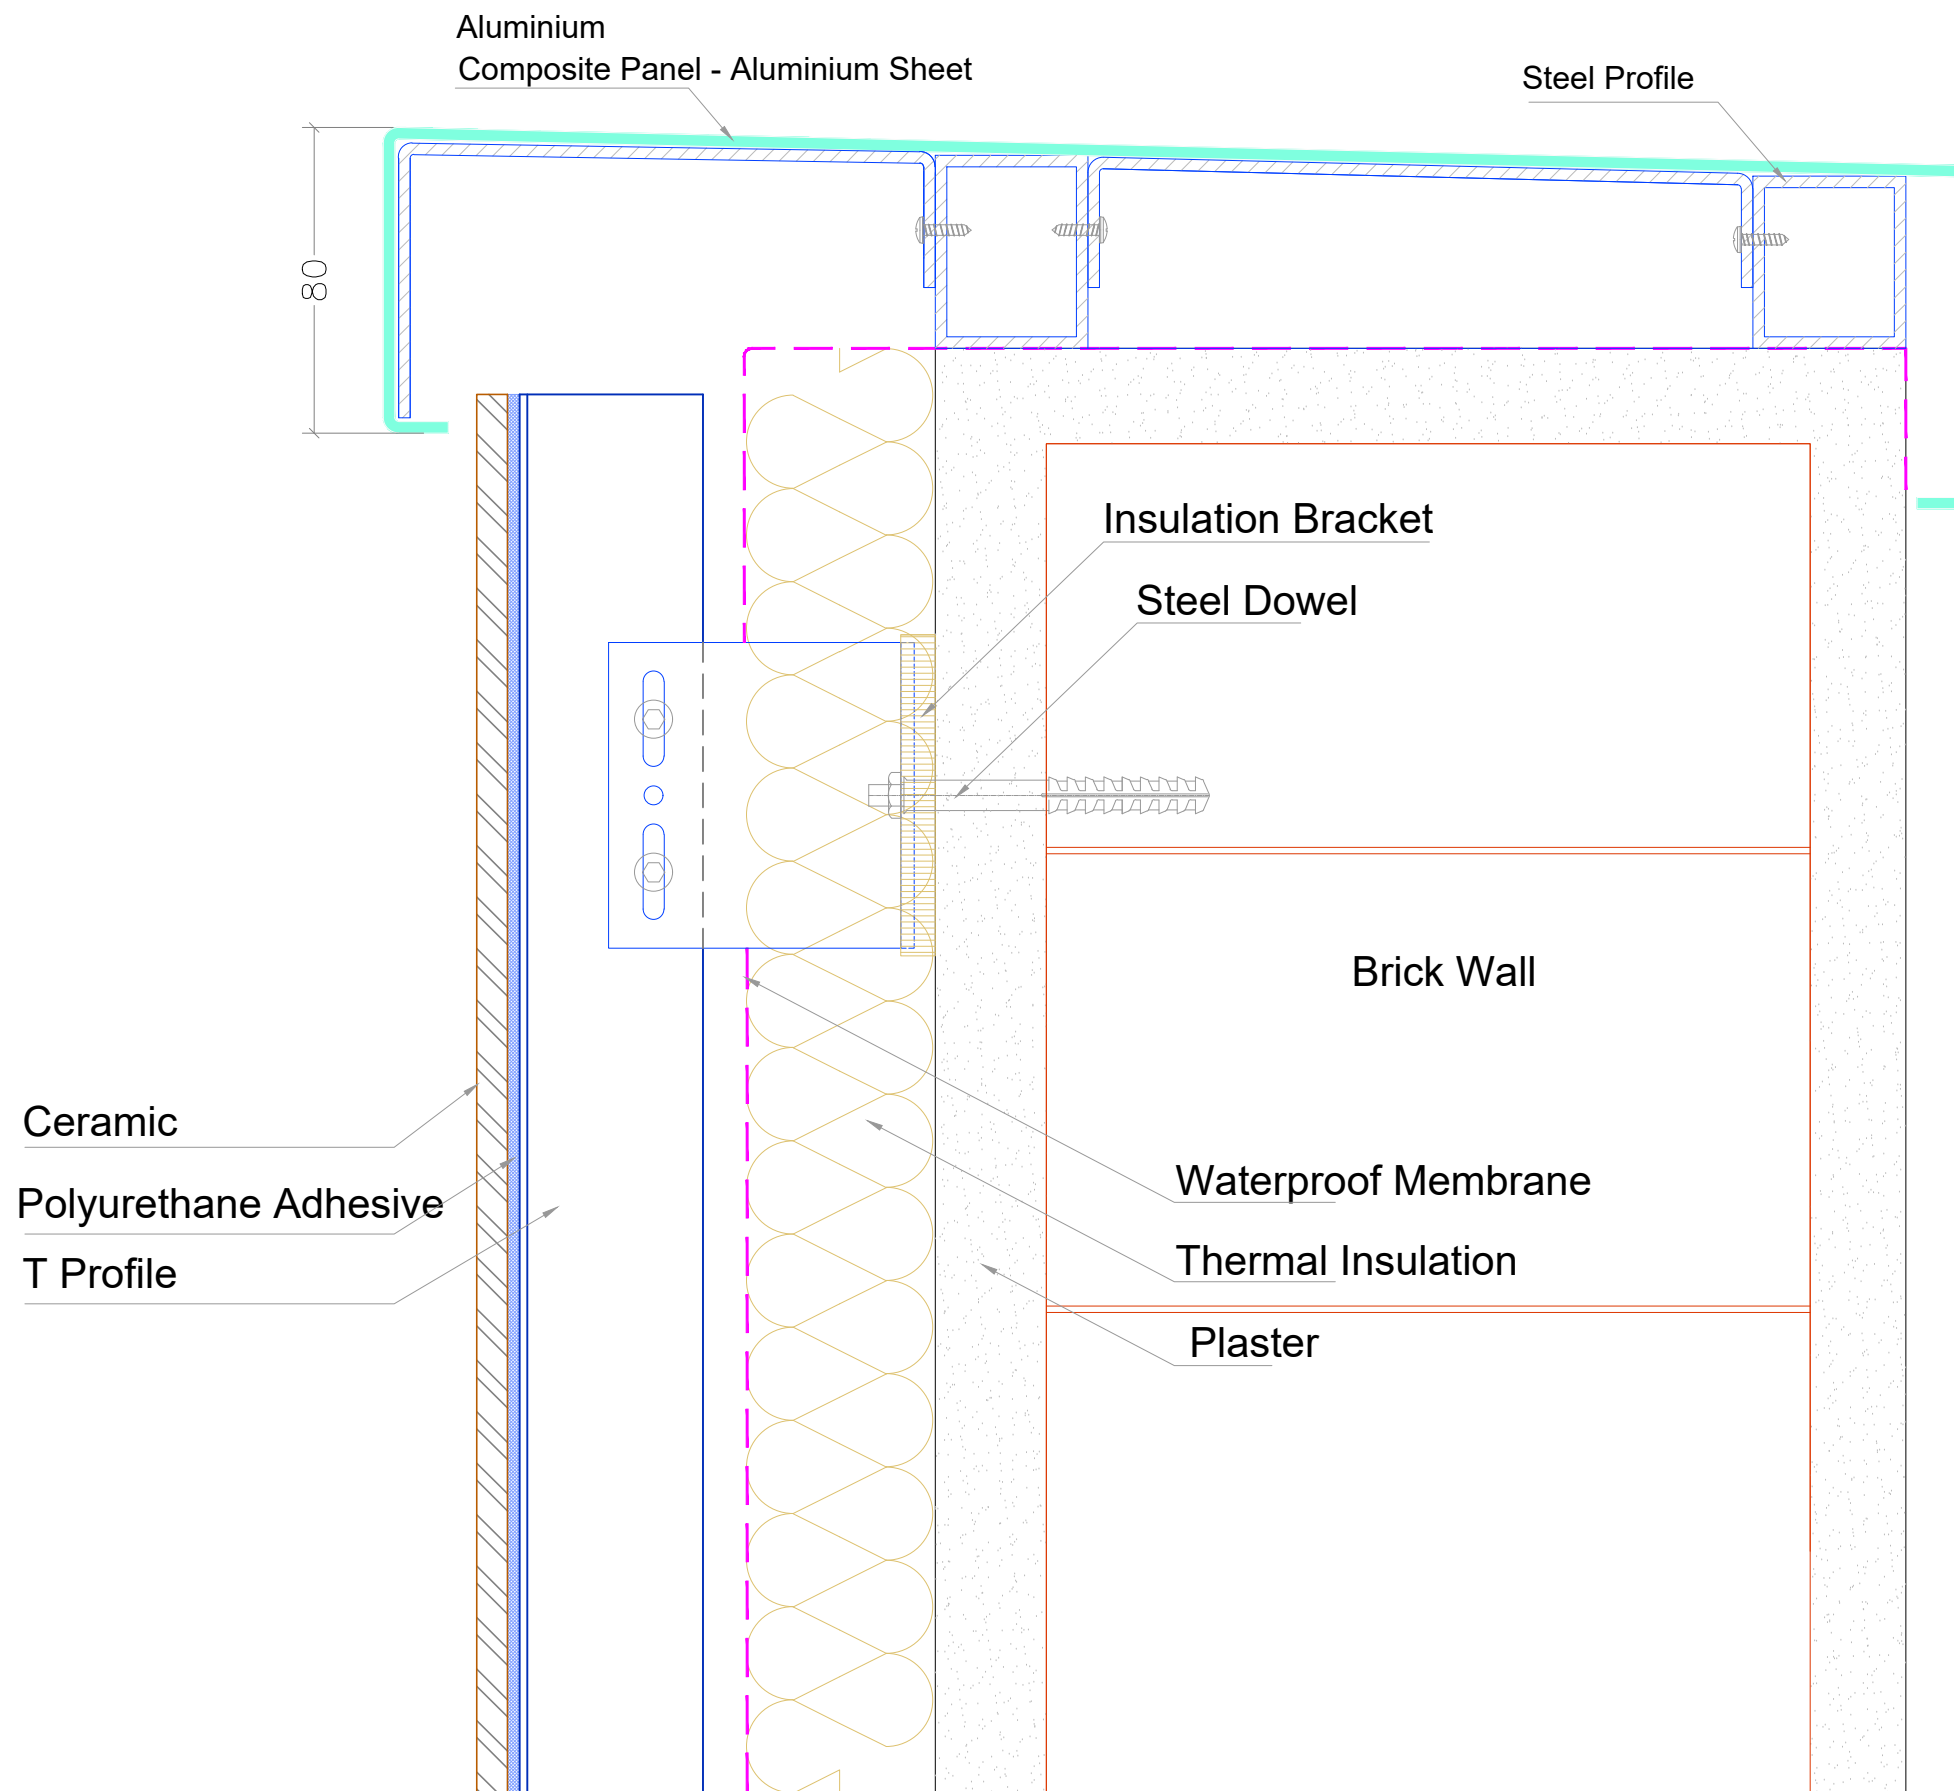 Aluminium
Composite Panel - Aluminium Sheet
Steel Profile
80
Insulation Bracket
Steel Dowel
Brick Wall
Ceramic
Polyurethane Adhesive
T Profile
Waterproof Membrane
Thermal Insulation
Plaster